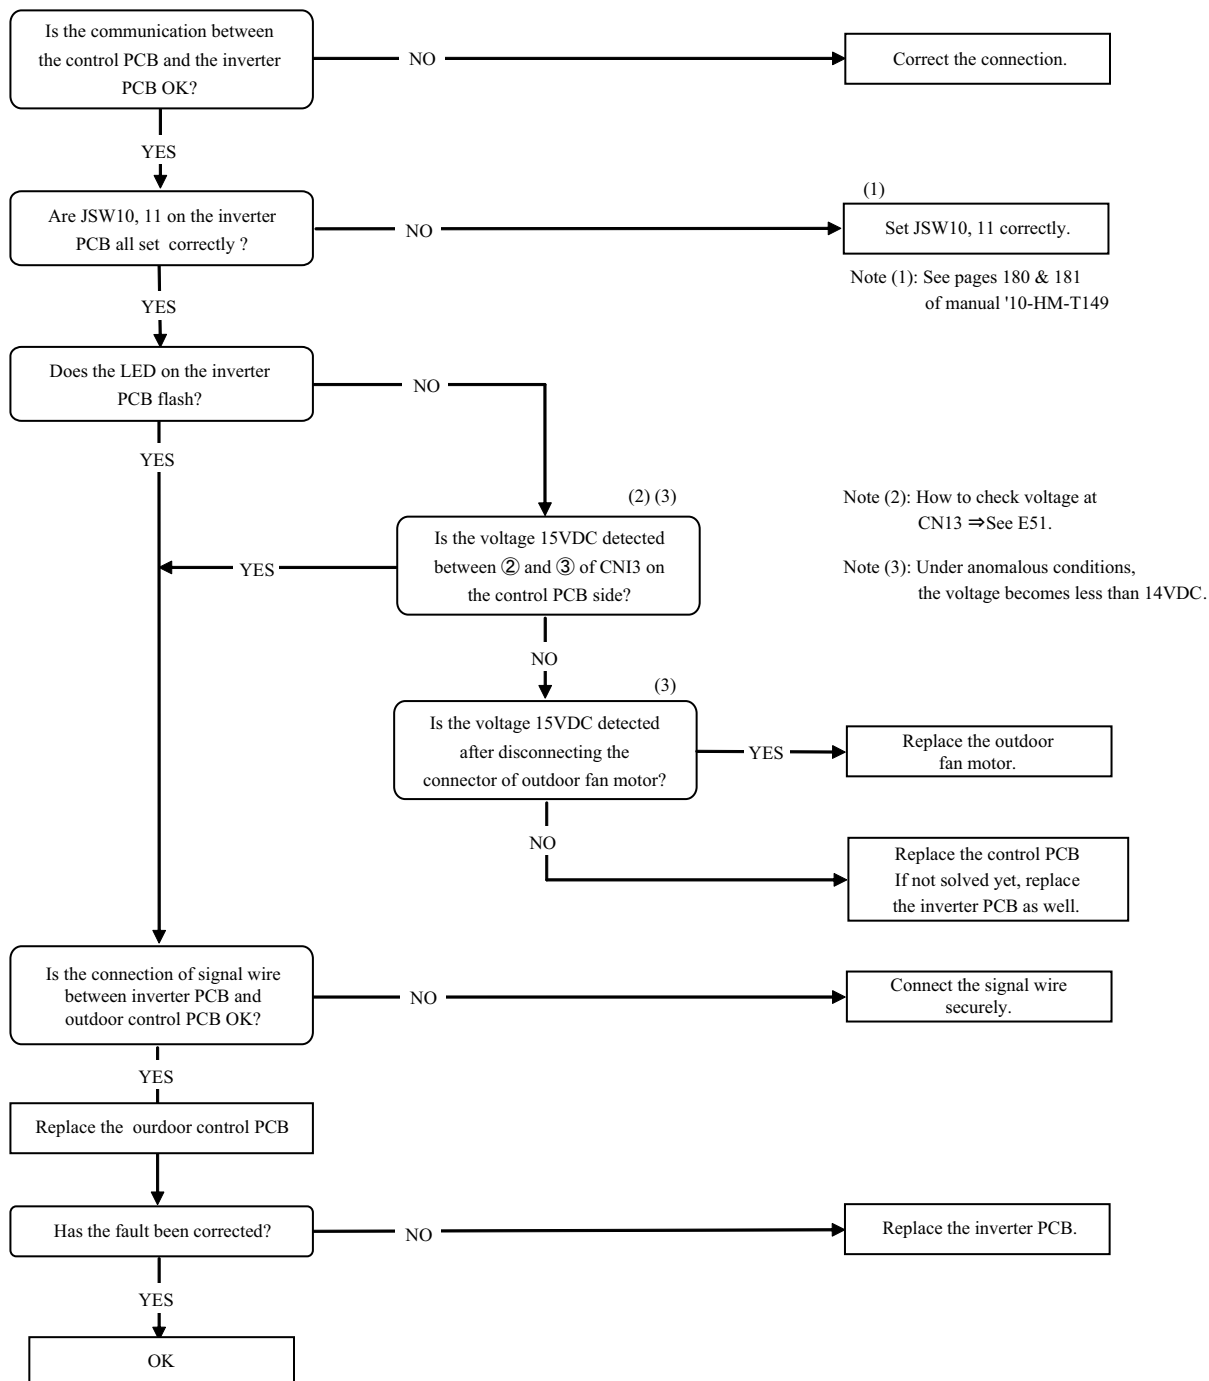 Is the communication between
the control PCB and the inverter
PCB OK?
NO
Correct the connection.
YES
Are JSW10, 11 on the inverter
PCB all set  correctly ?
NO
(1)
Set JSW10, 11 correctly.
Note (1): See pages 180 & 181
of manual '10-HM-T149
YES
Does the LED on the inverter
PCB flash?
NO
YES
(2) (3)
Is the voltage 15VDC detected
between ② and ③ of CNI3 on
the control PCB side?
YES
Note (2): How to check voltage at
CN13 ⇒See E51.
Note (3): Under anomalous conditions,
the voltage becomes less than 14VDC.
NO
(3)
Is the voltage 15VDC detected
after disconnecting the
connector of outdoor fan motor?
YES
Replace the outdoor
fan motor.
NO
Replace the control PCB
If not solved yet, replace
the inverter PCB as well.
Is the connection of signal wire
between inverter PCB and
outdoor control PCB OK?
NO
Connect the signal wire
securely.
YES
Replace the  ourdoor control PCB
Has the fault been corrected?
NO
Replace the inverter PCB.
YES
OK